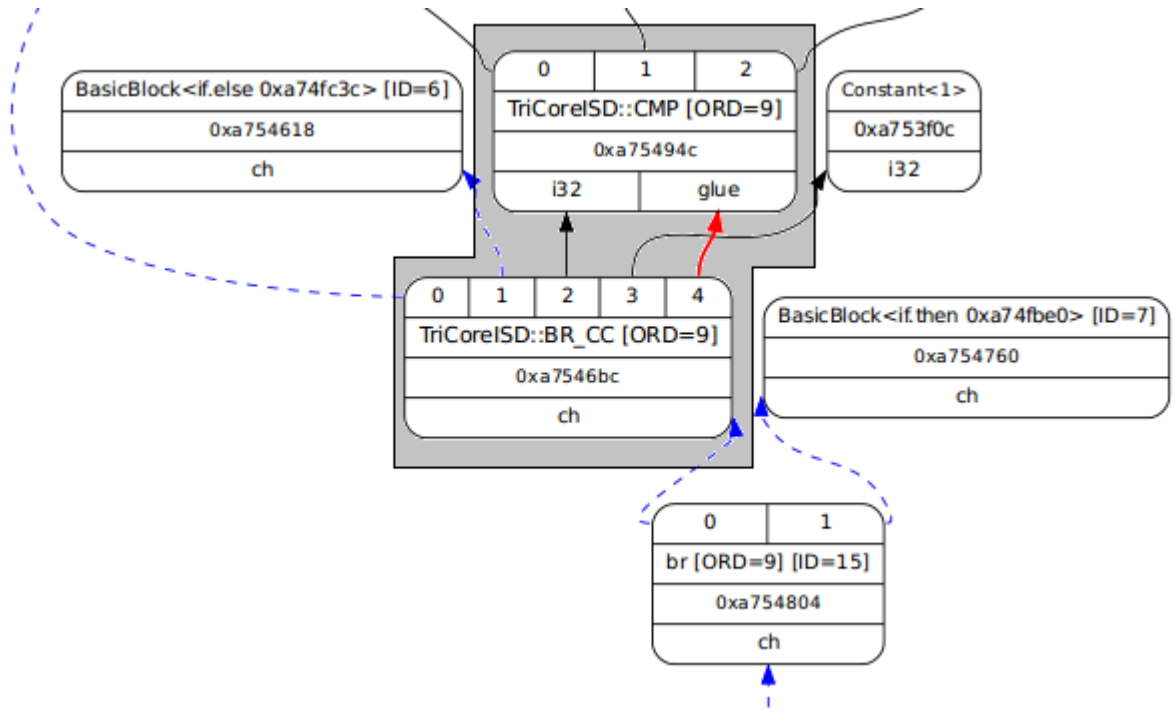 0 1 2
TriCoreISD::CMP [ORD=9]
0xa75494c
i32 glue
BasicBlock<if.else 0xa74fc3c> [ID=6]
0xa754618
ch
Constant<1>
0xa753f0c
i32
0 1 2 3 4
TriCoreISD::BR_CC [ORD=9]
0xa7546bc
ch
BasicBlock<if.then 0xa74fbe0> [ID=7]
0xa754760
ch
0 1
br [ORD=9] [ID=15]
0xa754804
ch